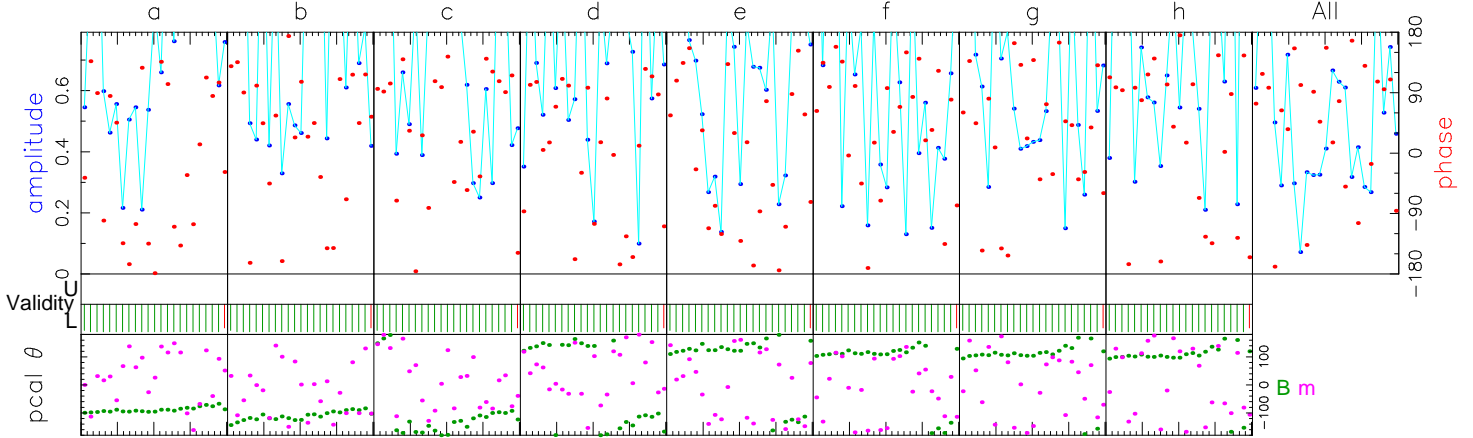 a b c d e f g h All
amplitude
0 0.2 0.4 0.6
phase
180 90 0 −90 −180
Validity
U
L
pcal θ
100 0 −100
B m